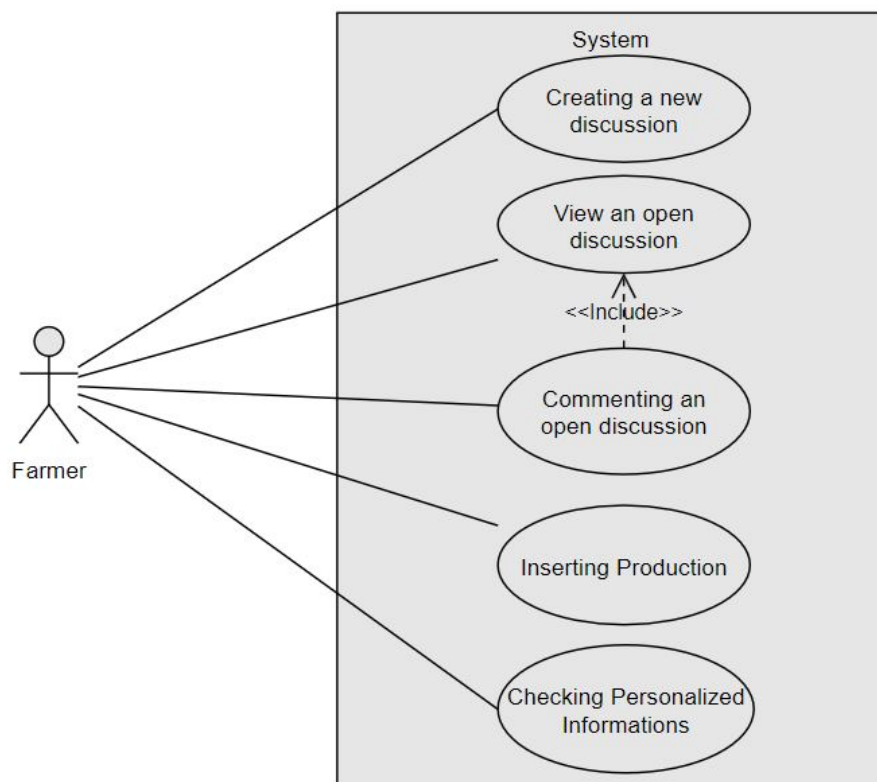 System
Creating a new
discussion
View an open
discussion
<<Include>>
Commenting an
open discussion
Farmer
Inserting Production
Checking Personalized
Informations